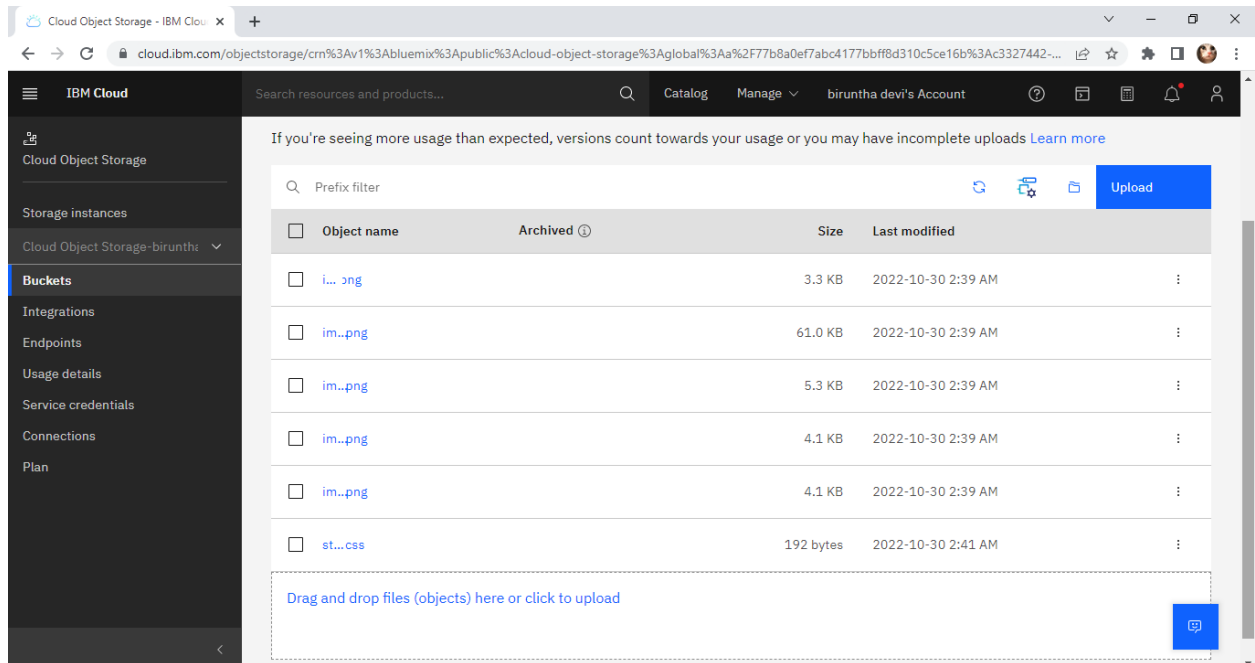 Cloud Object Storage - IBM Clou
cloud.ibm.com/objectstorage/crn%3Av1%3Abluemix%3Apublic%3Acloud-object-storage%3Aglobal%3Aa%2F77b8a0ef7abc4177bbff8d310c5ce16b%3Ac3327442-...
IBM Cloud
Search resources and products...
Catalog
Manage
biruntha devi's Account
Cloud Object Storage
Storage instances
Cloud Object Storage-biruntha
Buckets
Integrations
Endpoints
Usage details
Service credentials
Connections
Plan
If you're seeing more usage than expected, versions count towards your usage or you may have incomplete uploads Learn more
Prefix filter
Upload
Object name Archived Size Last modified
i... png 3.3 KB 2022-10-30 2:39 AM
im...png 61.0 KB 2022-10-30 2:39 AM
im...png 5.3 KB 2022-10-30 2:39 AM
im...png 4.1 KB 2022-10-30 2:39 AM
im...png 4.1 KB 2022-10-30 2:39 AM
st...css 192 bytes 2022-10-30 2:41 AM
Drag and drop files (objects) here or click to upload